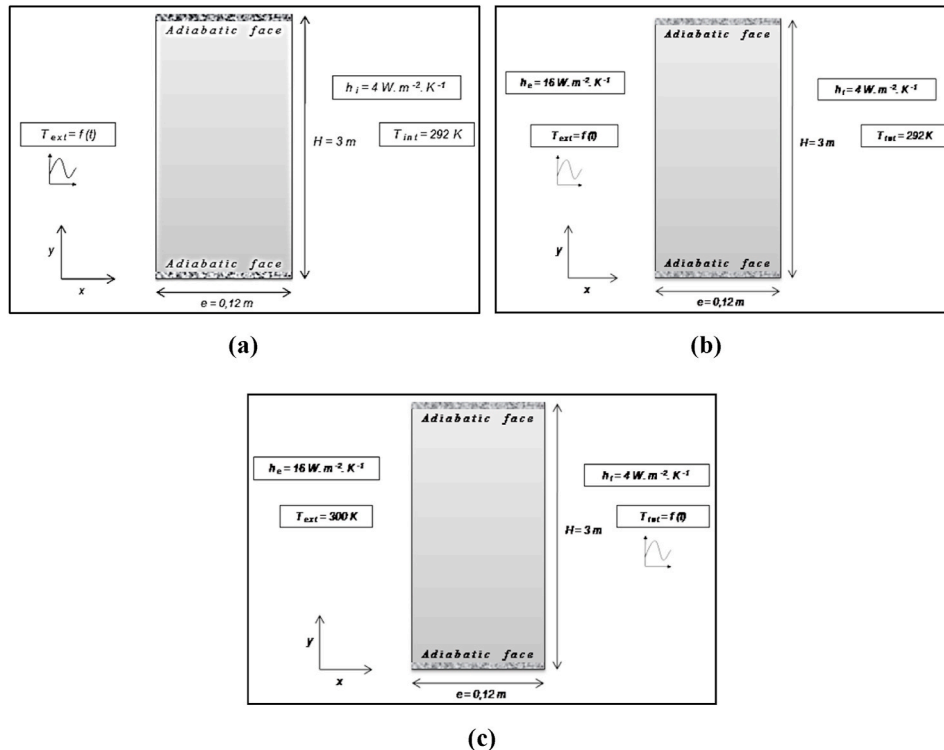 Adiabatic face
h i = 4 W. m -2. K -1
T ext = f (t)
T int = 292 K
H = 3 m
y
x
Adiabatic face
e = 0,12 m
(a)
Adiabatic face
h e = 16 W. m -2. K -1
h f = 4 W. m -2. K -1
T ext = f (t)
T int = 292 K
H = 3 m
y
x
Adiabatic face
e = 0,12 m
(b)
Adiabatic face
h e = 16 W. m -2. K -1
h f = 4 W. m -2. K -1
T ext = 300 K
T int = f (t)
H = 3 m
y
x
Adiabatic face
e = 0,12 m
(c)